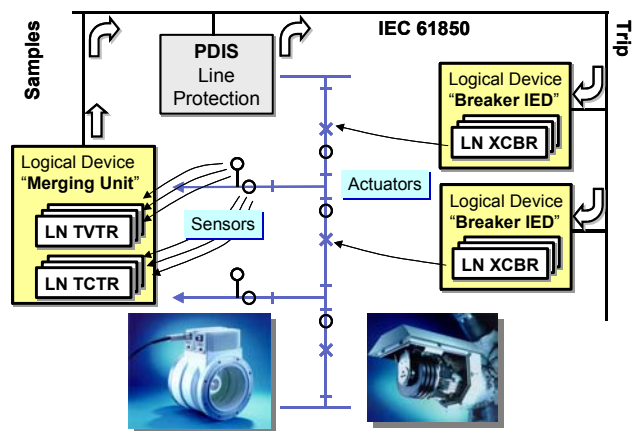 IEC 61850
Samples
Trip
PDIS
Line
Protection
Logical Device
“Breaker IED”
LN XCBR
Logical Device
“Merging Unit”
LN TVTR
LN TCTR
Sensors
Actuators
Logical Device
“Breaker IED”
LN XCBR